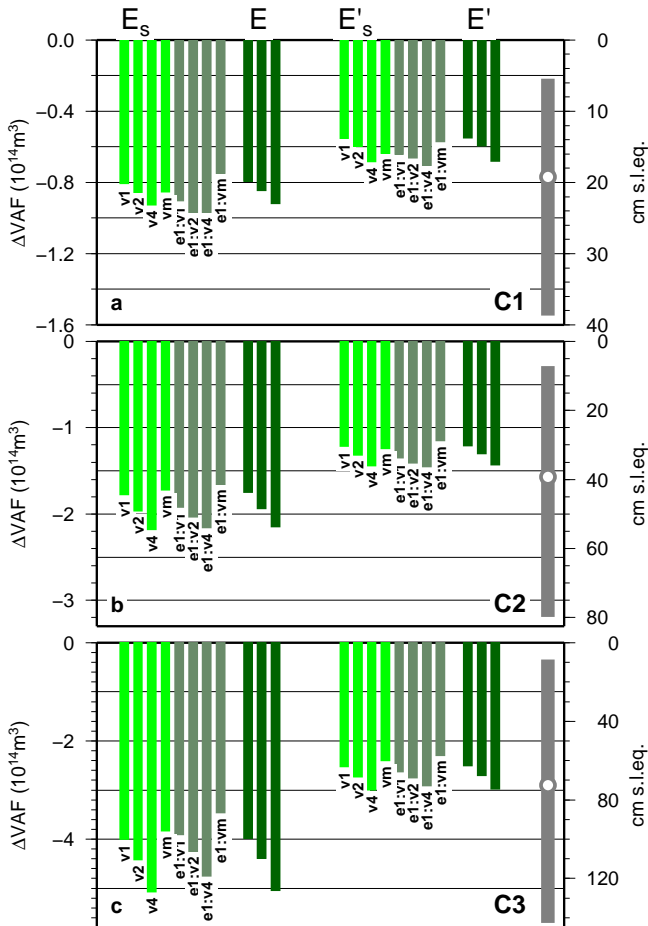 E_s E E'_s E'
0.0
−0.4
−0.8
−1.2
−1.6
ΔVAF (10^14 m^3)
v1
v2
v4
vm
e1:v1
e1:v2
e1:v4
e1:vm
v1
v2
v4
vm
e1:v1
e1:v2
e1:v4
e1:vm
0
10
20
30
40
cm s.l.eq.
a C1
0
−1
−2
−3
ΔVAF (10^14 m^3)
v1
v2
v4
vm
e1:v1
e1:v2
e1:v4
e1:vm
v1
v2
v4
vm
e1:v1
e1:v2
e1:v4
e1:vm
0
20
40
60
80
cm s.l.eq.
b C2
0
−2
−4
ΔVAF (10^14 m^3)
v1
v2
v4
vm
e1:v1
e1:v2
e1:v4
e1:vm
v1
v2
v4
vm
e1:v1
e1:v2
e1:v4
e1:vm
0
40
80
120
cm s.l.eq.
c C3